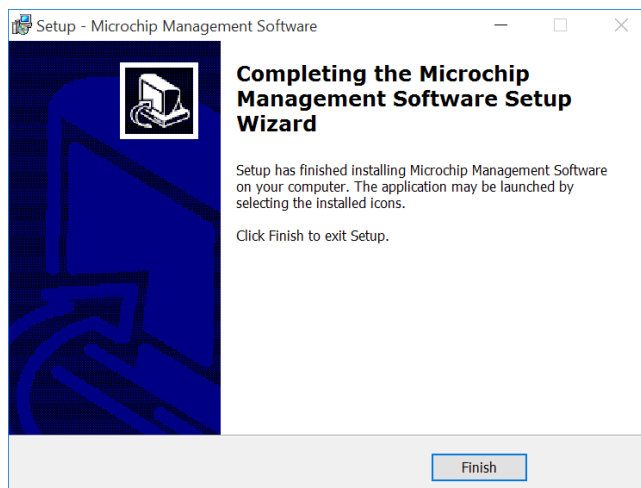 Setup - Microchip Management Software
Completing the Microchip
Management Software Setup
Wizard
Setup has finished installing Microchip Management Software
on your computer. The application may be launched by
selecting the installed icons.
Click Finish to exit Setup.
Finish